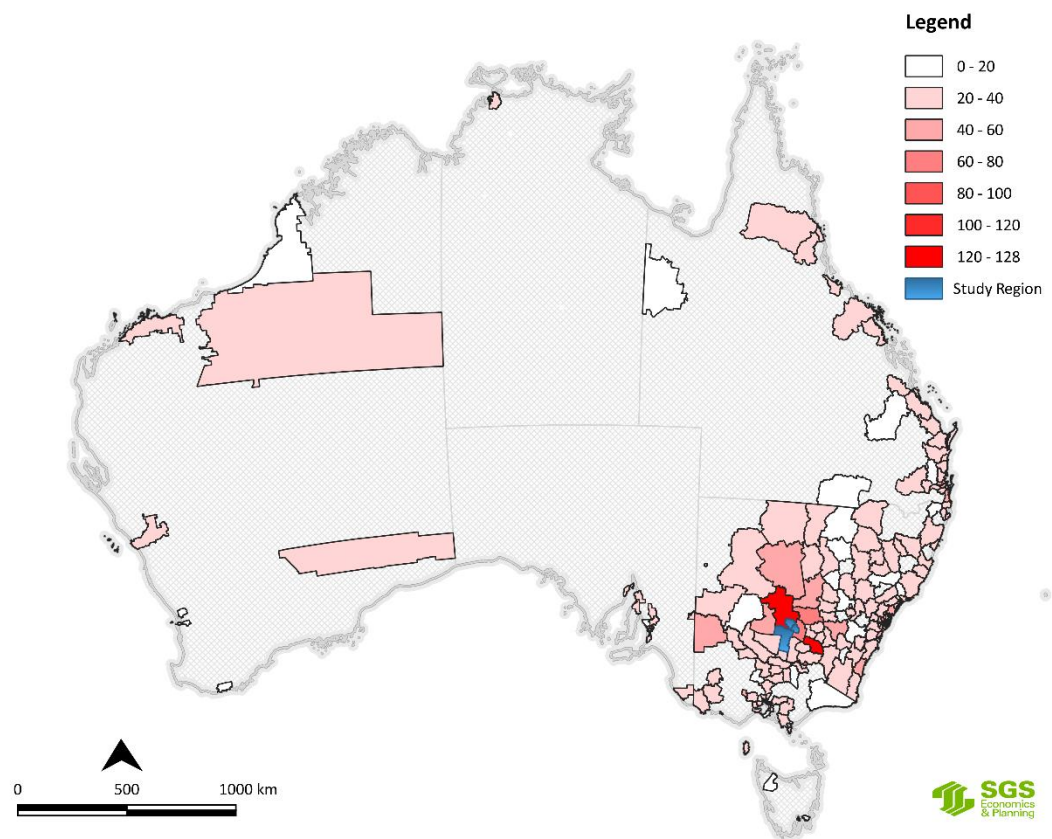 Legend
0 - 20
20 - 40
40 - 60
60 - 80
80 - 100
100 - 120
120 - 128
Study Region
0 500 1000 km
SGS
Economics
& Planning